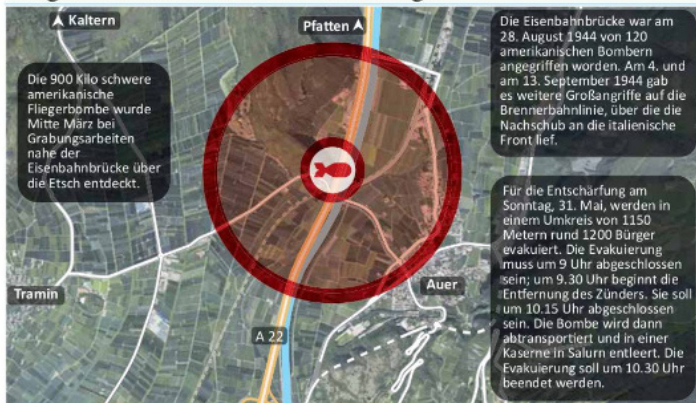 Kaltern
Pfatten
Die 900 Kilo schwere
amerikanische
Fliegerbombe wurde
Mitte März bei
Grabungsarbeiten
nahe der
Eisenbahnbrücke über
die Etsch entdeckt.
Die Eisenbahnbrücke war am
28. August 1944 von 120
amerikanischen Bombern
angegriffen worden. Am 4. und
am 13. September 1944 gab
es weitere Großangriffe auf die
Brennerbahnlinie, über die die
Nachschub an die italienische
Front lief.
Für die Entschärfung am
Sonntag, 31. Mai, werden in
einem Umkreis von 1150
Metern rund 1200 Bürger
evakuiert. Die Evakuierung
muss um 9 Uhr abgeschlossen
sein; um 9.30 Uhr beginnt die
Entfernung des Zünders. Sie soll
um 10.15 Uhr abgeschlossen
sein. Die Bombe wird dann
abtransportiert und in einer
Kaserne in Salurn entleert. Die
Evakuierung soll um 10.30 Uhr
beendet werden.
Tramin
Auer
A 22